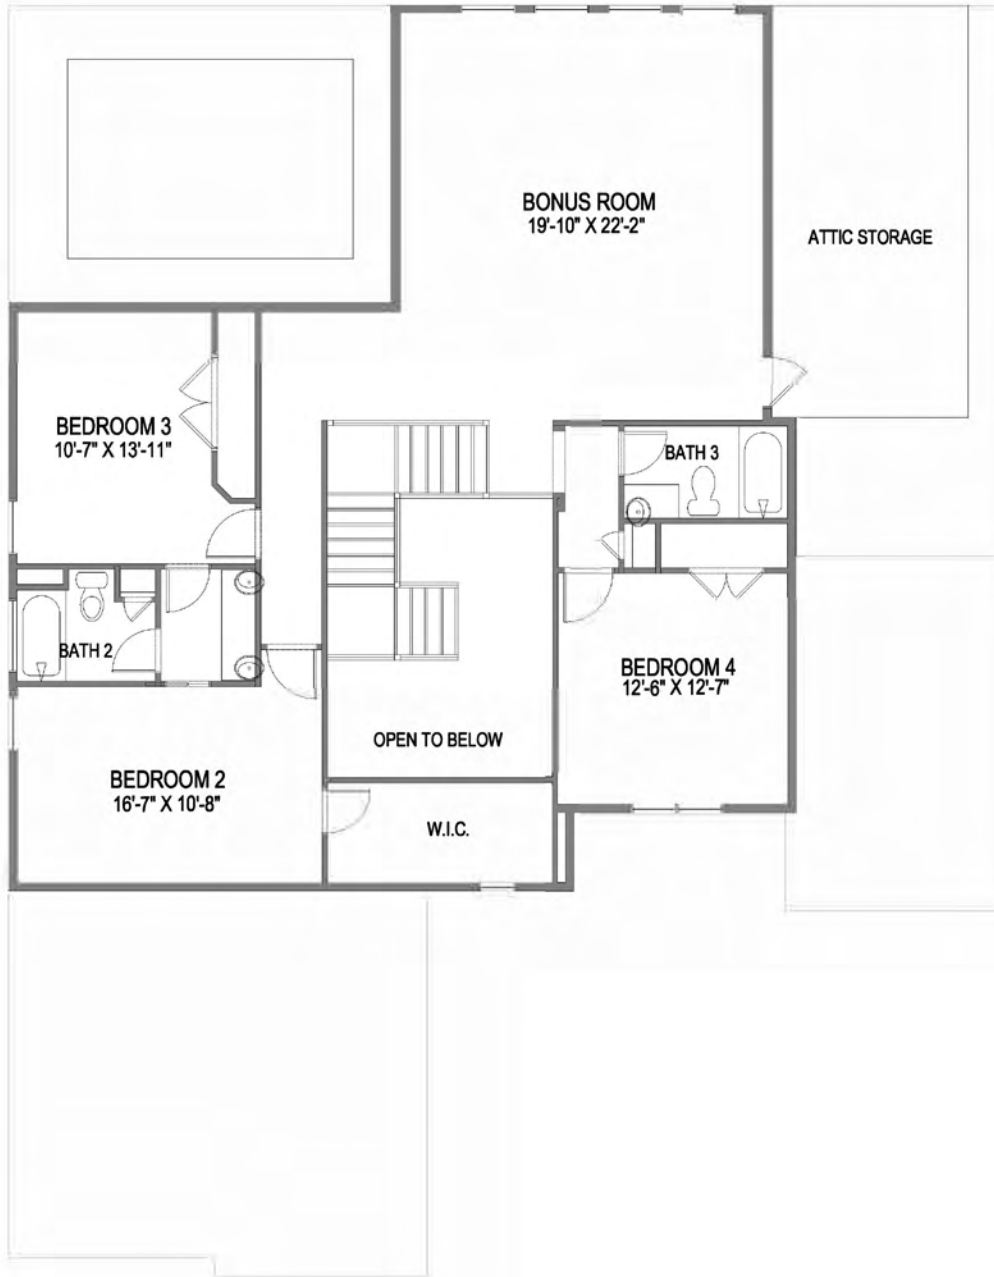 BONUS ROOM
19'-10" X 22'-2"
ATTIC STORAGE
BEDROOM 3
10'-7" X 13'-11"
BATH 3
BATH 2
BEDROOM 4
12'-6" X 12'-7"
OPEN TO BELOW
BEDROOM 2
16'-7" X 10'-8"
W.I.C.